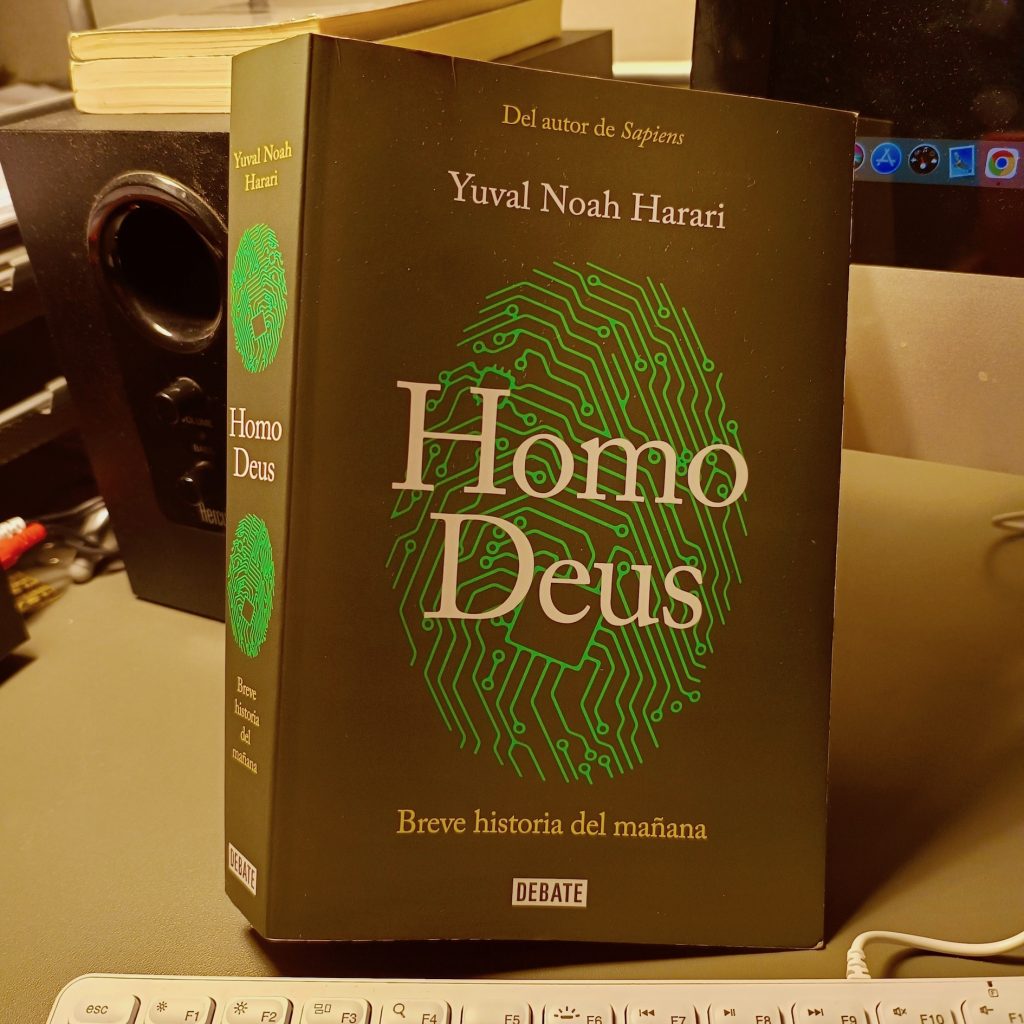 Del autor de Sapiens
Yuval Noah Harari
Homo
Deus
Breve historia del mañana
DEBATE
Yuval Noah
Harari
Homo
Deus
Breve
historia
del
mañana
DEBATE
VOLUME
esc
F1
F2
F3
F4
F5
F6
F7
F8
F9
F10